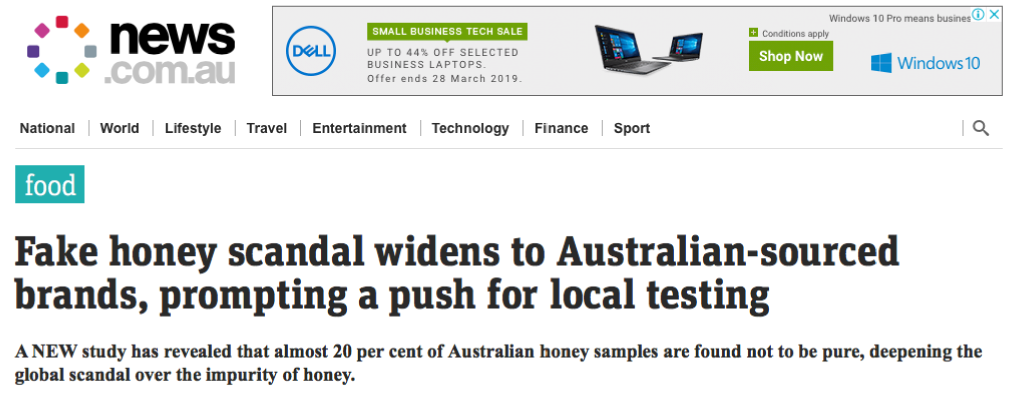 news
.com.au
DELL
SMALL BUSINESS TECH SALE
UP TO 44% OFF SELECTED
BUSINESS LAPTOPS.
Offer ends 28 March 2019.
Windows 10 Pro means busines
Conditions apply
Shop Now
Windows 10
National
World
Lifestyle
Travel
Entertainment
Technology
Finance
Sport
food
Fake honey scandal widens to Australian-sourced
brands, prompting a push for local testing
A NEW study has revealed that almost 20 per cent of Australian honey samples are found not to be pure, deepening the
global scandal over the impurity of honey.